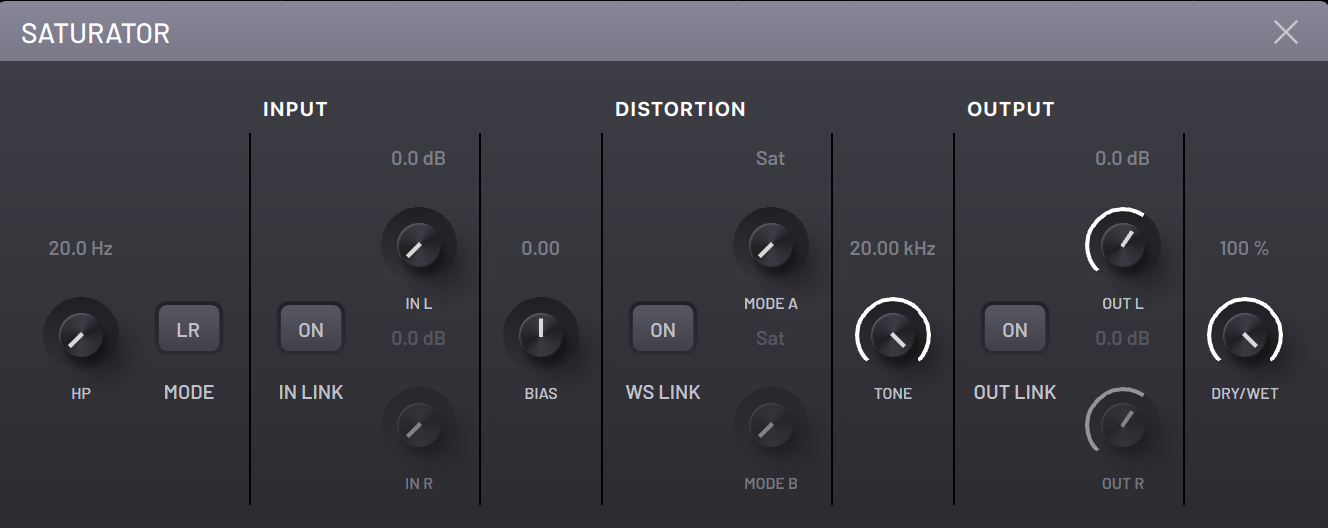 SATURATOR
INPUT
DISTORTION
OUTPUT
0.0 dB
Sat
0.0 dB
20.0 Hz
0.00
20.00 kHz
100 %
IN L
MODE A
OUT L
LR
ON
0.0 dB
ON
Sat
ON
0.0 dB
HP
MODE
IN LINK
BIAS
WS LINK
TONE
OUT LINK
DRY/WET
IN R
MODE B
OUT R